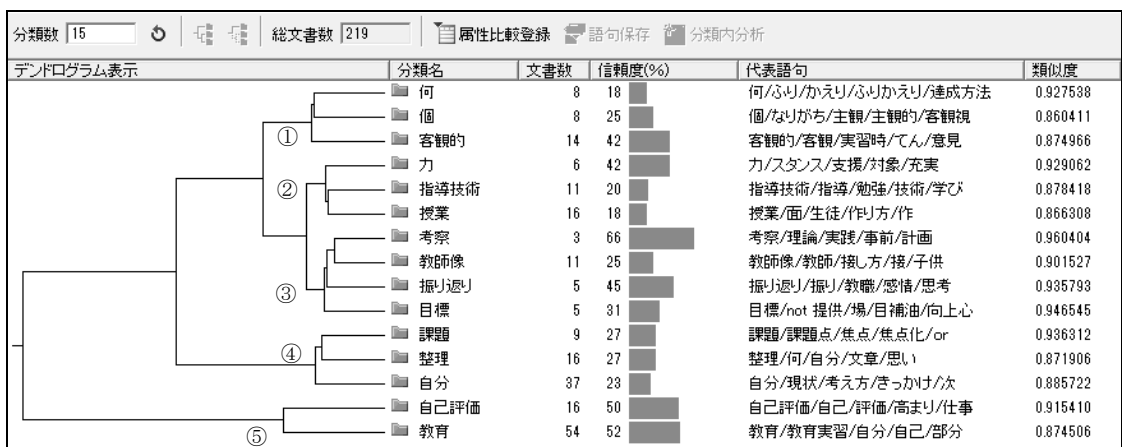 分類数 15 総文書数 219 属性比較登録 語句保存 分類内分析
デンドログラム表示 分類名 文書数 信頼度(%) 代表語句 類似度
何 8 18 何/ふり/かえり/ふりかえり/達成方法 0.927538
個 8 25 個/なりがち/主観/主観的/客観視 0.860411
① 客観的 14 42 客観的/客観/実習時/てん/意見 0.874966
力 6 42 力/スタンス/支援/対象/充実 0.929062
② 指導技術 11 20 指導技術/指導/勉強/技術/学び 0.878418
授業 16 18 授業/面/生徒/作り方/作 0.866308
考察 3 66 考察/理論/実践/事前/計画 0.960404
教師像 11 25 教師像/教師/接し方/接/子供 0.901527
③ 振り返り 5 45 振り返り/振り/教職/感情/思考 0.935793
目標 5 31 目標/not 提供/場/目補油/向上心 0.946545
課題 9 27 課題/課題点/焦点/焦点化/or 0.936312
④ 整理 16 27 整理/何/自分/文章/思い 0.871906
自分 37 23 自分/現状/考え方/きっかけ/次 0.885722
自己評価 16 50 自己評価/自己/評価/高まり/仕事 0.915410
⑤ 教育 54 52 教育/教育実習/自分/自己/部分 0.874506